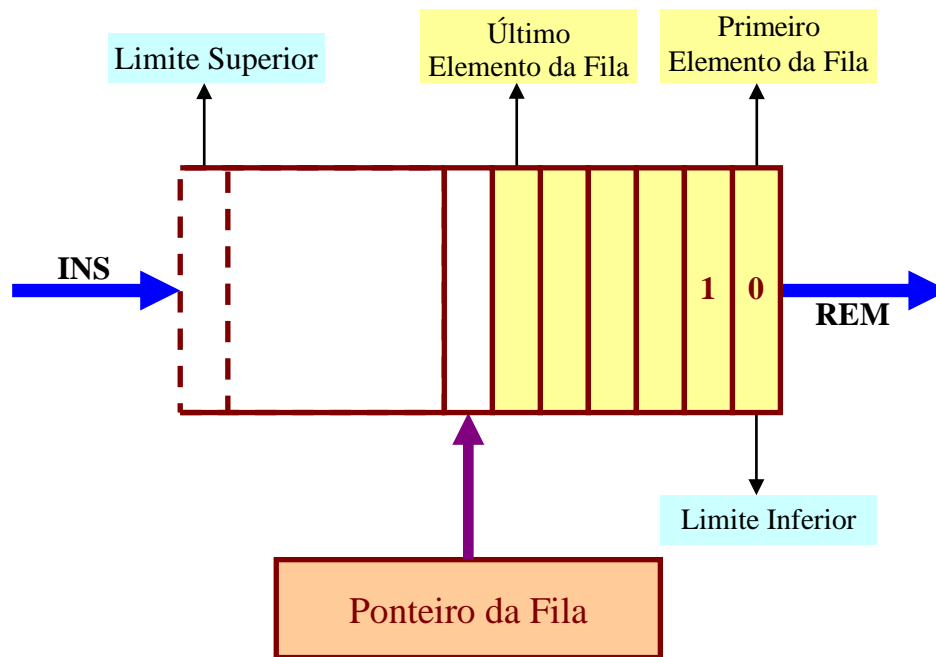 Limite Superior
Último
Elemento da Fila
Primeiro
Elemento da Fila
INS
1 0
REM
Limite Inferior
Ponteiro da Fila